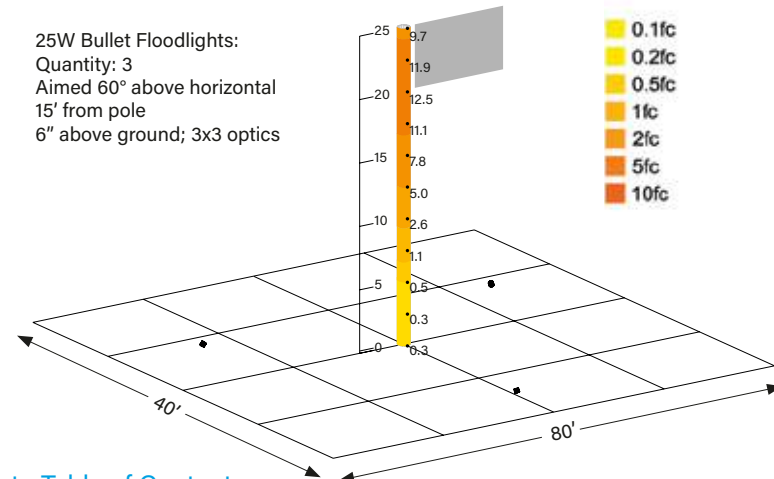 25W Bullet Floodlights:
Quantity: 3
Aimed 60° above horizontal
15′ from pole
6″ above ground; 3x3 optics
25
20
15
10
5
0
9.7
11.9
12.5
11.1
7.8
5.0
2.6
1.1
0.5
0.3
0.3
0.1fc
0.2fc
0.5fc
1fc
2fc
5fc
10fc
40′
80′